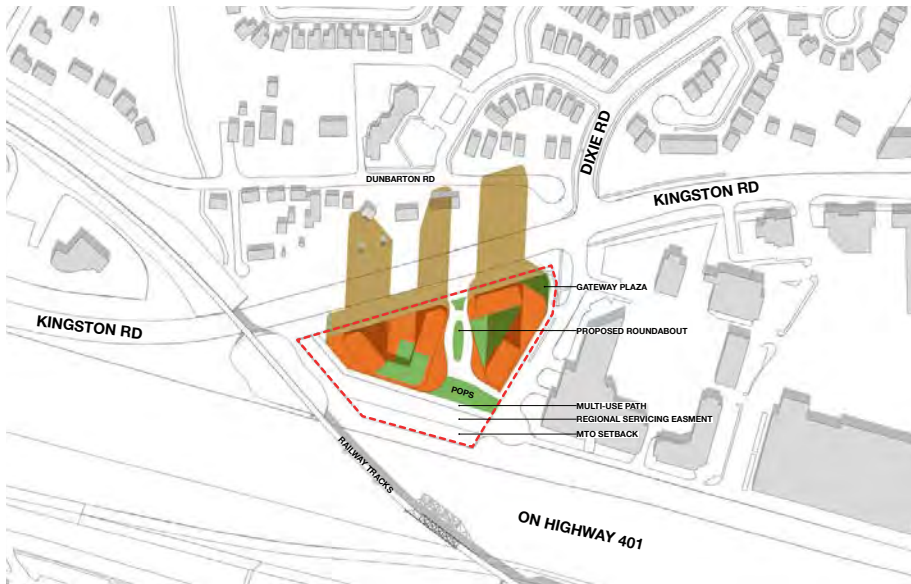 DIXIE RD
DUNBARTON RD
KINGSTON RD
GATEWAY PLAZA
KINGSTON RD
PROPOSED ROUNDABOUT
POPS
MULTI-USE PATH
REGIONAL SERVICING EASMENT
MTO SETBACK
RAILWAY TRACKS
ON HIGHWAY 401